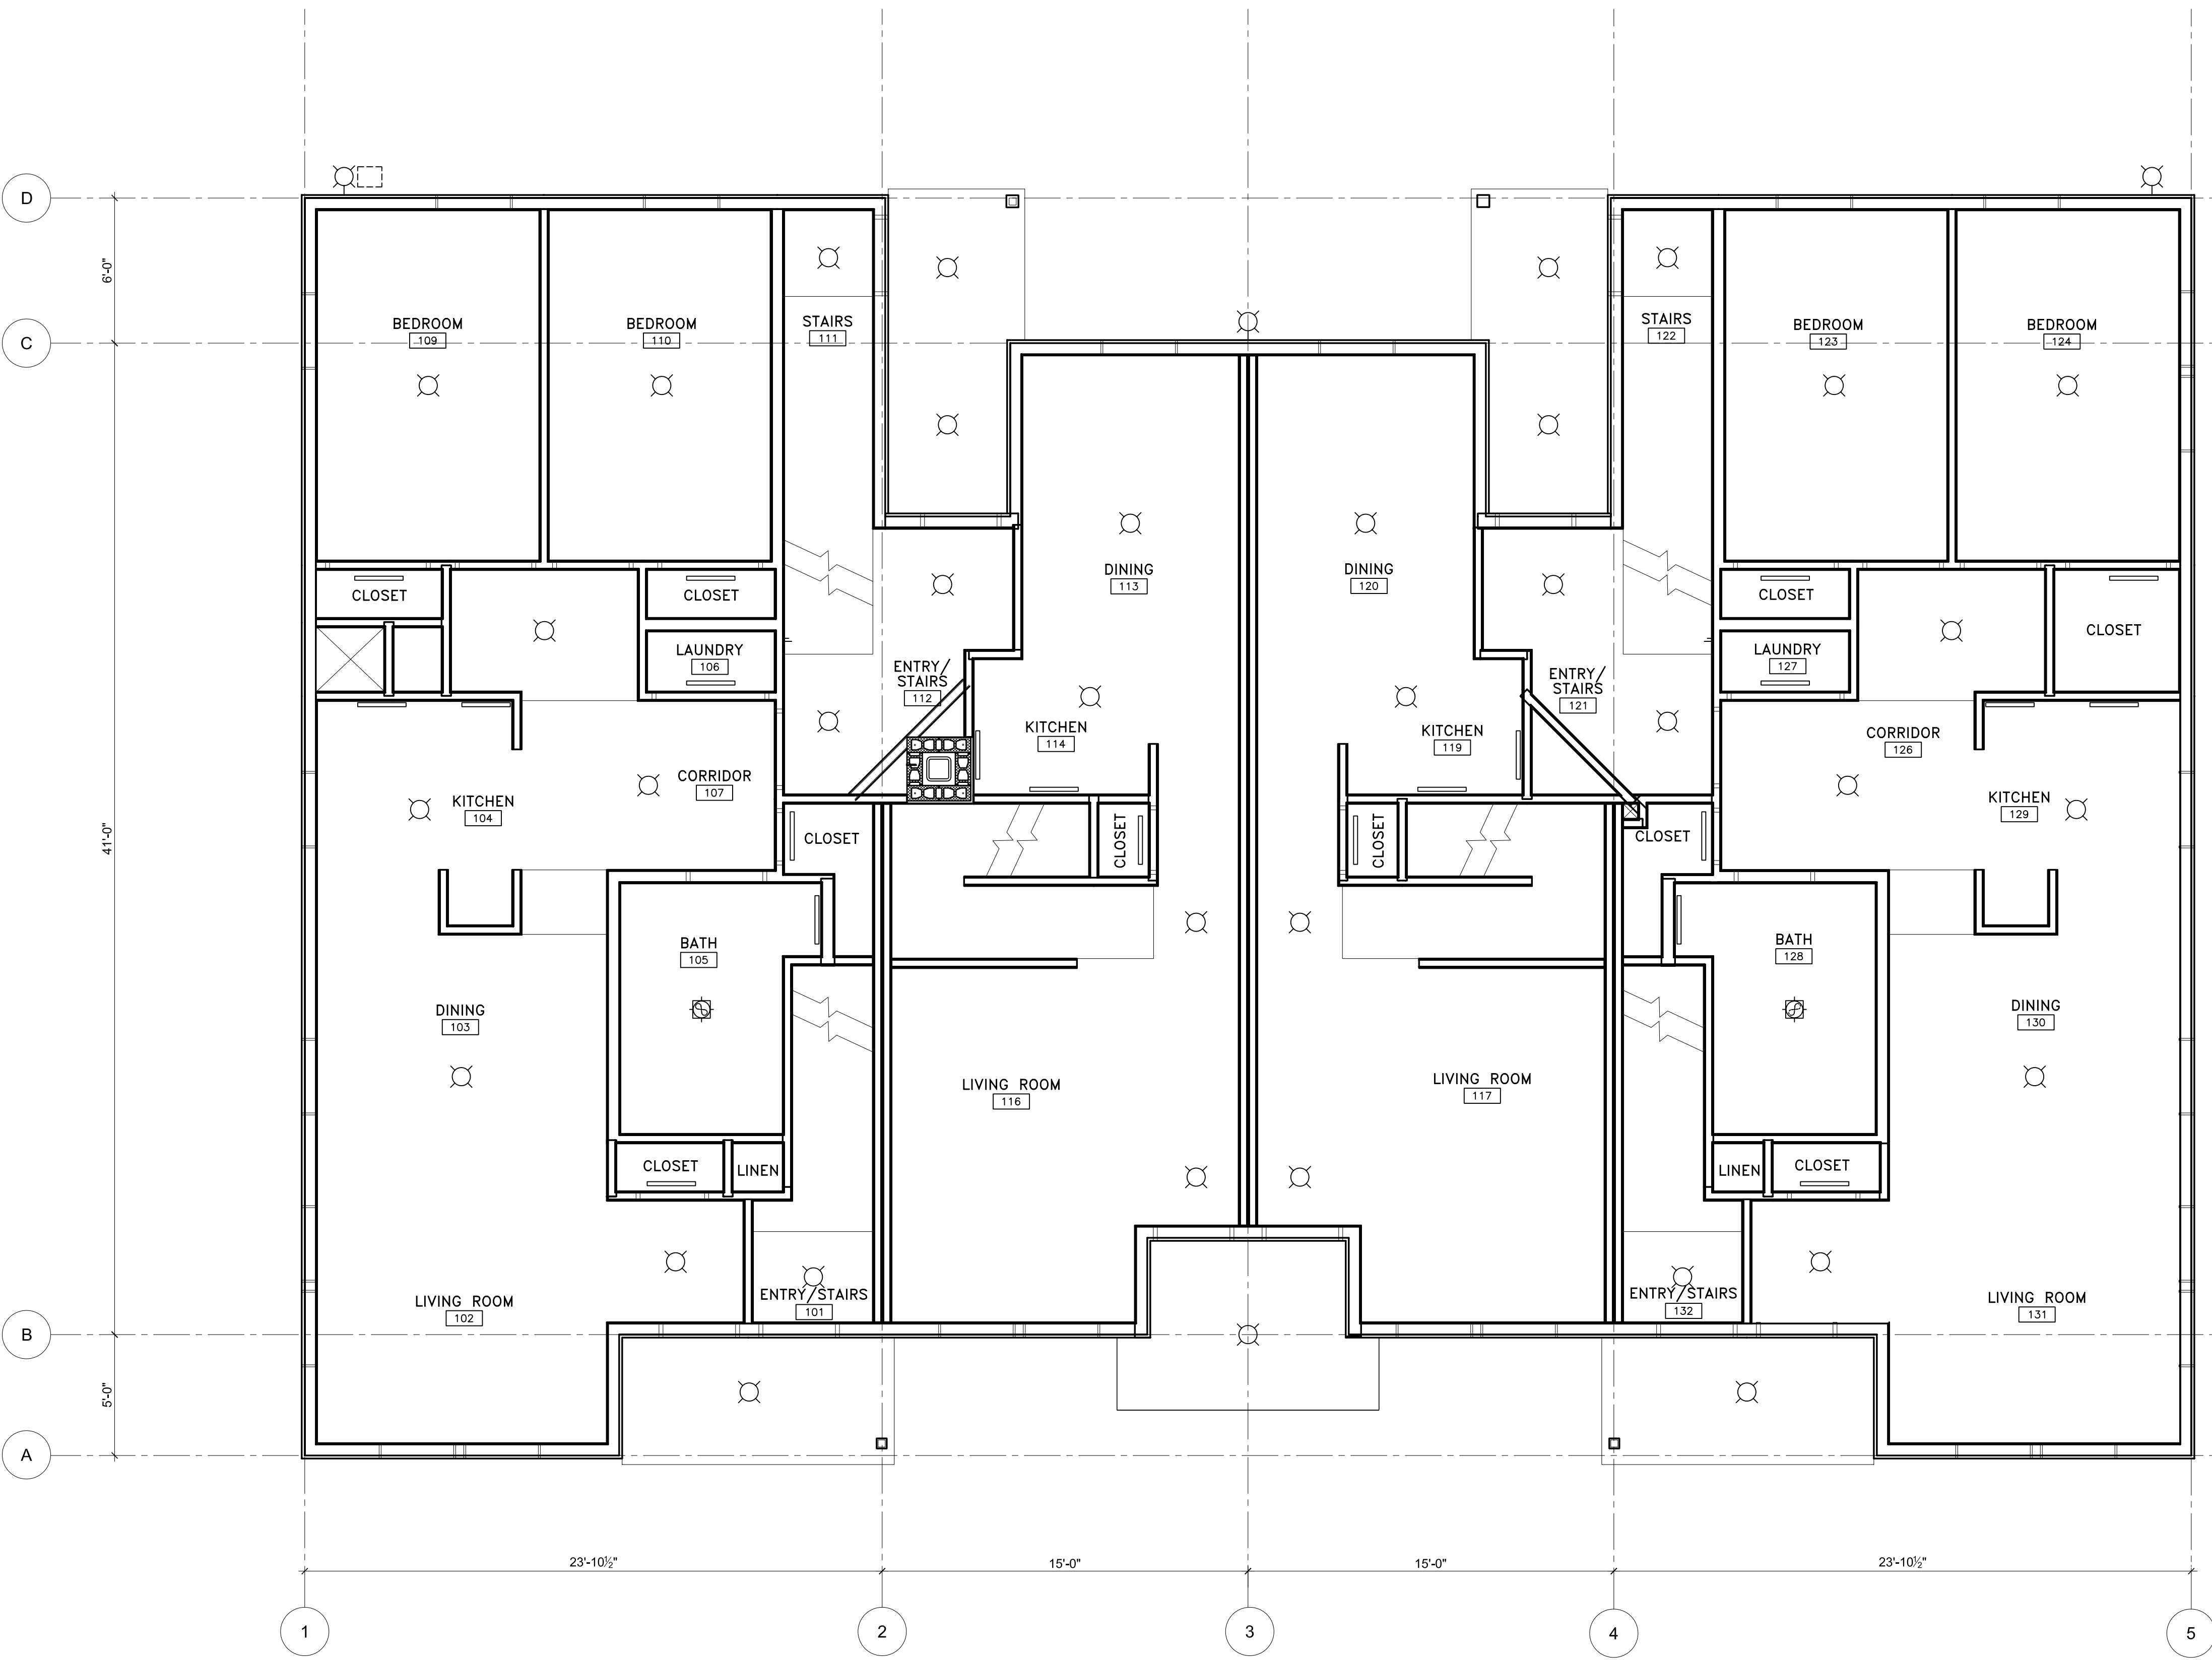 D
6'-0"
C
BEDROOM
109
BEDROOM
110
STAIRS
111
STAIRS
122
BEDROOM
123
BEDROOM
124
CLOSET
CLOSET
DINING
113
DINING
120
CLOSET
CLOSET
LAUNDRY
106
ENTRY/
STAIRS
112
ENTRY/
STAIRS
121
LAUNDRY
127
KITCHEN
114
KITCHEN
119
CORRIDOR
126
CORRIDOR
107
KITCHEN
104
KITCHEN
129
41'-0"
CLOSET
CLOSET
CLOSET
CLOSET
BATH
105
BATH
128
DINING
103
DINING
130
LIVING ROOM
116
LIVING ROOM
117
CLOSET
LINEN
LINEN
CLOSET
LIVING ROOM
102
ENTRY/STAIRS
101
ENTRY/STAIRS
132
LIVING ROOM
131
B
5'-0"
A
23'-10½"
15'-0"
15'-0"
23'-10½"
1
2
3
4
5